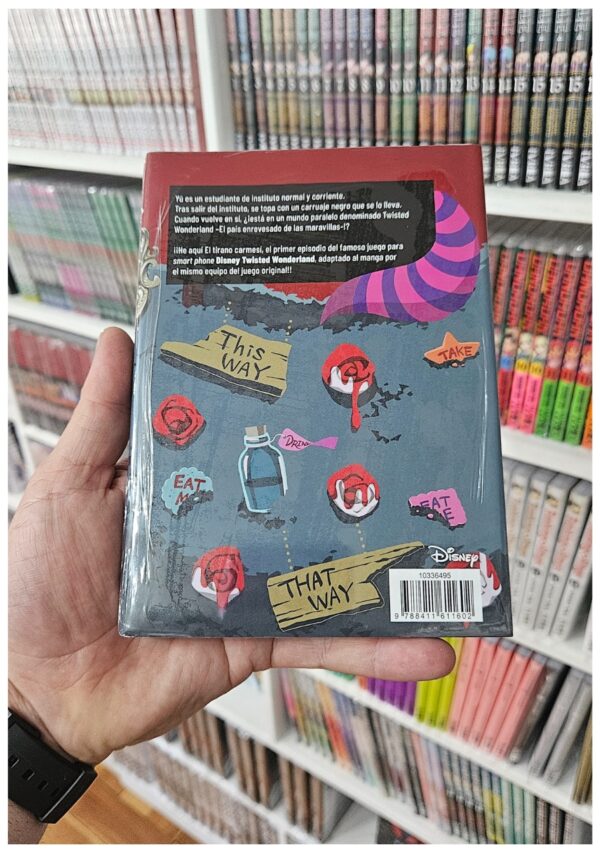 Yû es un estudiante de instituto normal y corriente.
Tras salir del instituto, se topa con un carruaje negro que se lo lleva.
Cuando vuelve en sí, ¿¡está en un mundo paralelo denominado Twisted
Wonderland –El país enrevesado de las maravillas–!?
¡¡He aquí El tirano carmesí, el primer episodio del famoso juego para
smart phone Disney Twisted Wonderland, adaptado al manga por
el mismo equipo del juego original!!
This
WAY
TAKE
EAT
EAT
THAT
WAY
Disney
10336495
9 788411 611602